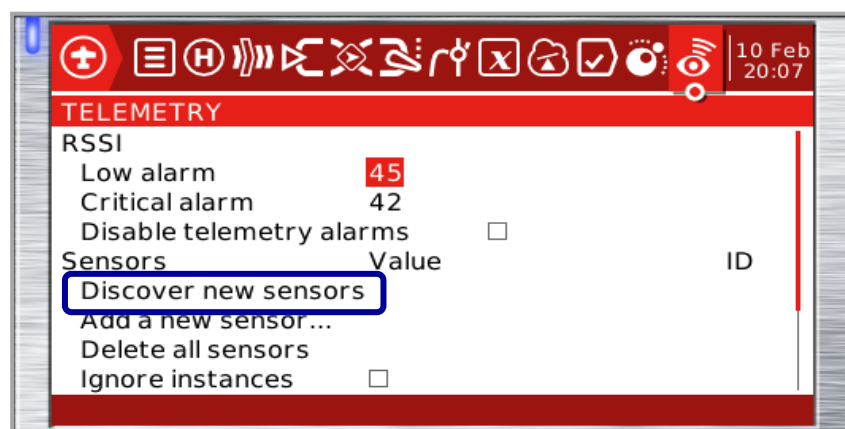 10 Feb
20:07
TELEMETRY
RSSI
Low alarm 45
Critical alarm 42
Disable telemetry alarms
Sensors Value ID
Discover new sensors
Add a new sensor...
Delete all sensors
Ignore instances